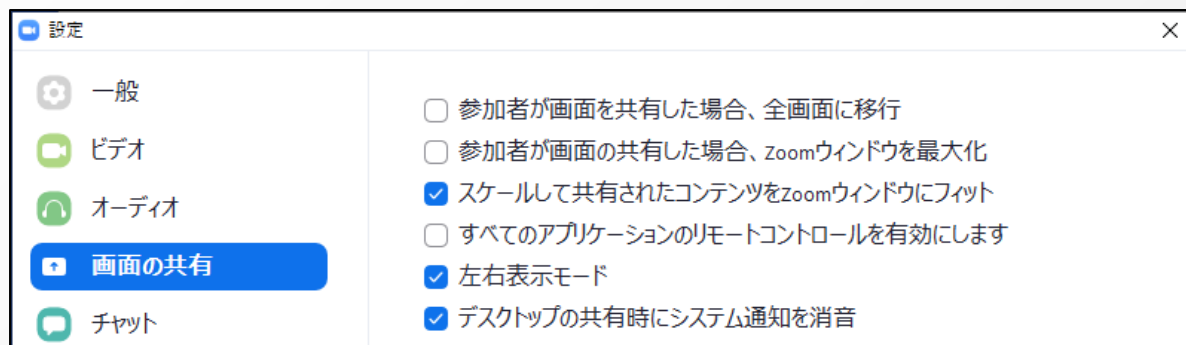 設定
一般
ビデオ
オーディオ
画面の共有
チャット
参加者が画面を共有した場合、全画面に移行
参加者が画面の共有した場合、Zoomウィンドウを最大化
スケールして共有されたコンテンツをZoomウィンドウにフィット
すべてのアプリケーションのリモートコントロールを有効にします
左右表示モード
デスクトップの共有時にシステム通知を消音